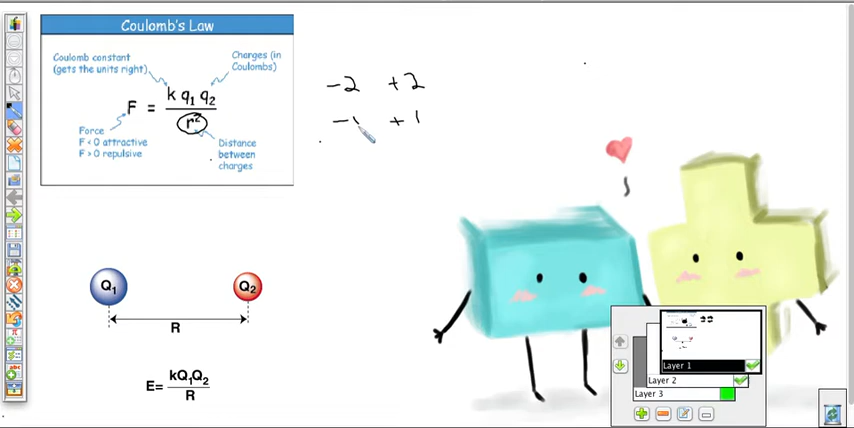 Coulomb's Law
Coulomb constant
(gets the units right)
Charges (in
Coulombs)
F = k q1 q2
r²
Force
F < 0 attractive
F > 0 repulsive
Distance
between
charges
-2 +2
-1 +1
Q1
Q2
R
E= kQ1Q2
R
Layer 1
Layer 2
Layer 3